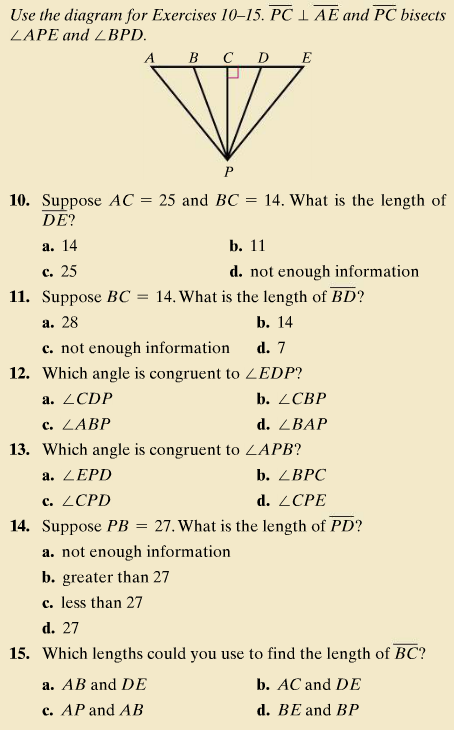 Use the diagram for Exercises 10–15. PC ⊥ AE and PC bisects
∠APE and ∠BPD.
A B C D E
P
10. Suppose AC = 25 and BC = 14. What is the length of
DE?
a. 14 b. 11
c. 25 d. not enough information
11. Suppose BC = 14. What is the length of BD?
a. 28 b. 14
c. not enough information d. 7
12. Which angle is congruent to ∠EDP?
a. ∠CDP b. ∠CBP
c. ∠ABP d. ∠BAP
13. Which angle is congruent to ∠APB?
a. ∠EPD b. ∠BPC
c. ∠CPD d. ∠CPE
14. Suppose PB = 27. What is the length of PD?
a. not enough information
b. greater than 27
c. less than 27
d. 27
15. Which lengths could you use to find the length of BC?
a. AB and DE b. AC and DE
c. AP and AB d. BE and BP